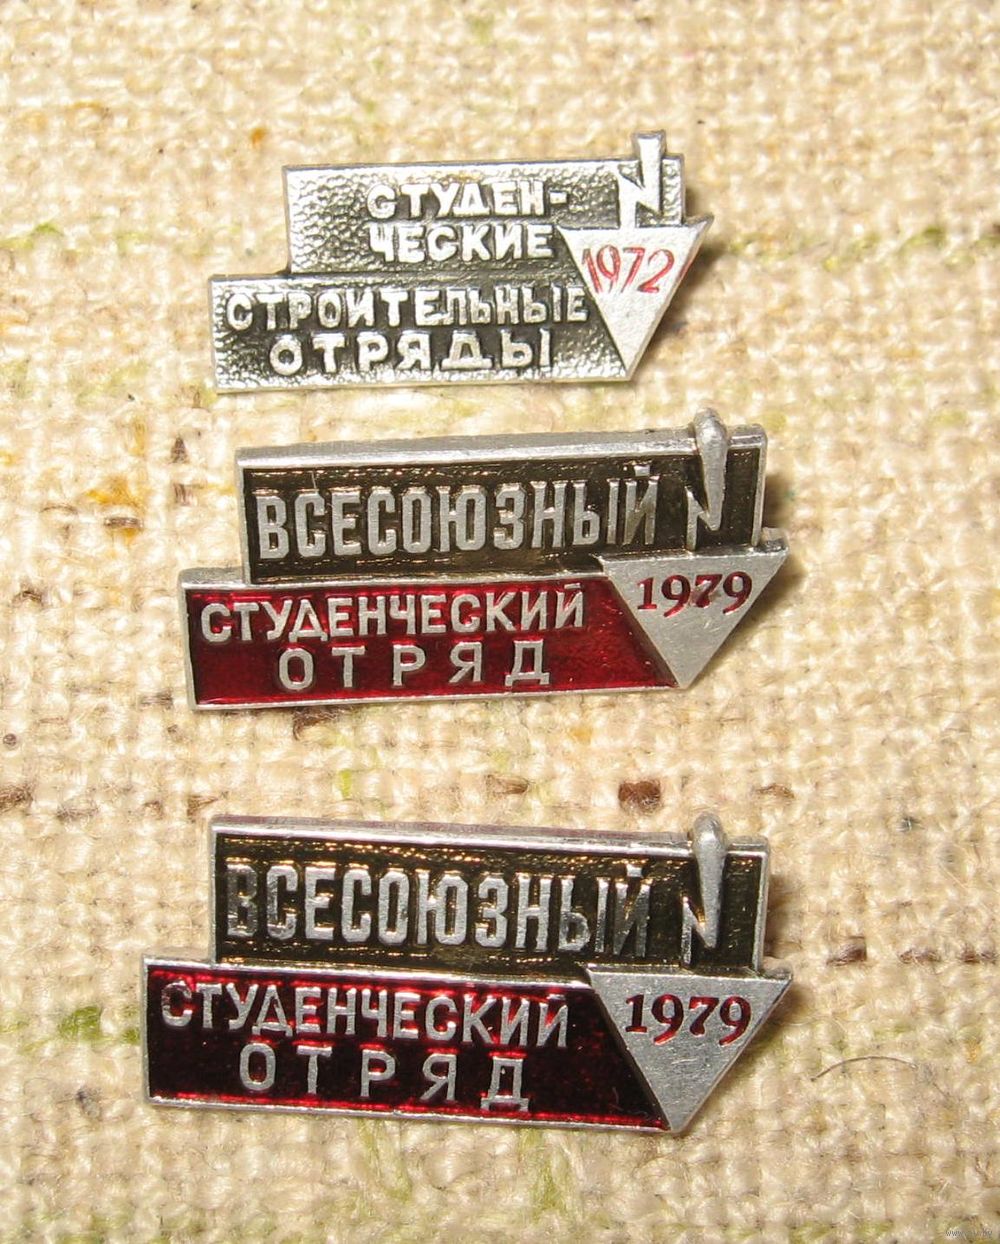 СТУДЕН-
ЧЕСКИЕ
1972
СТРОИТЕЛЬНЫЕ
ОТРЯДЫ
ВСЕСОЮЗНЫЙ
1979
СТУДЕНЧЕСКИЙ
ОТРЯД
ВСЕСОЮЗНЫЙ
1979
СТУДЕНЧЕСКИЙ
ОТРЯД